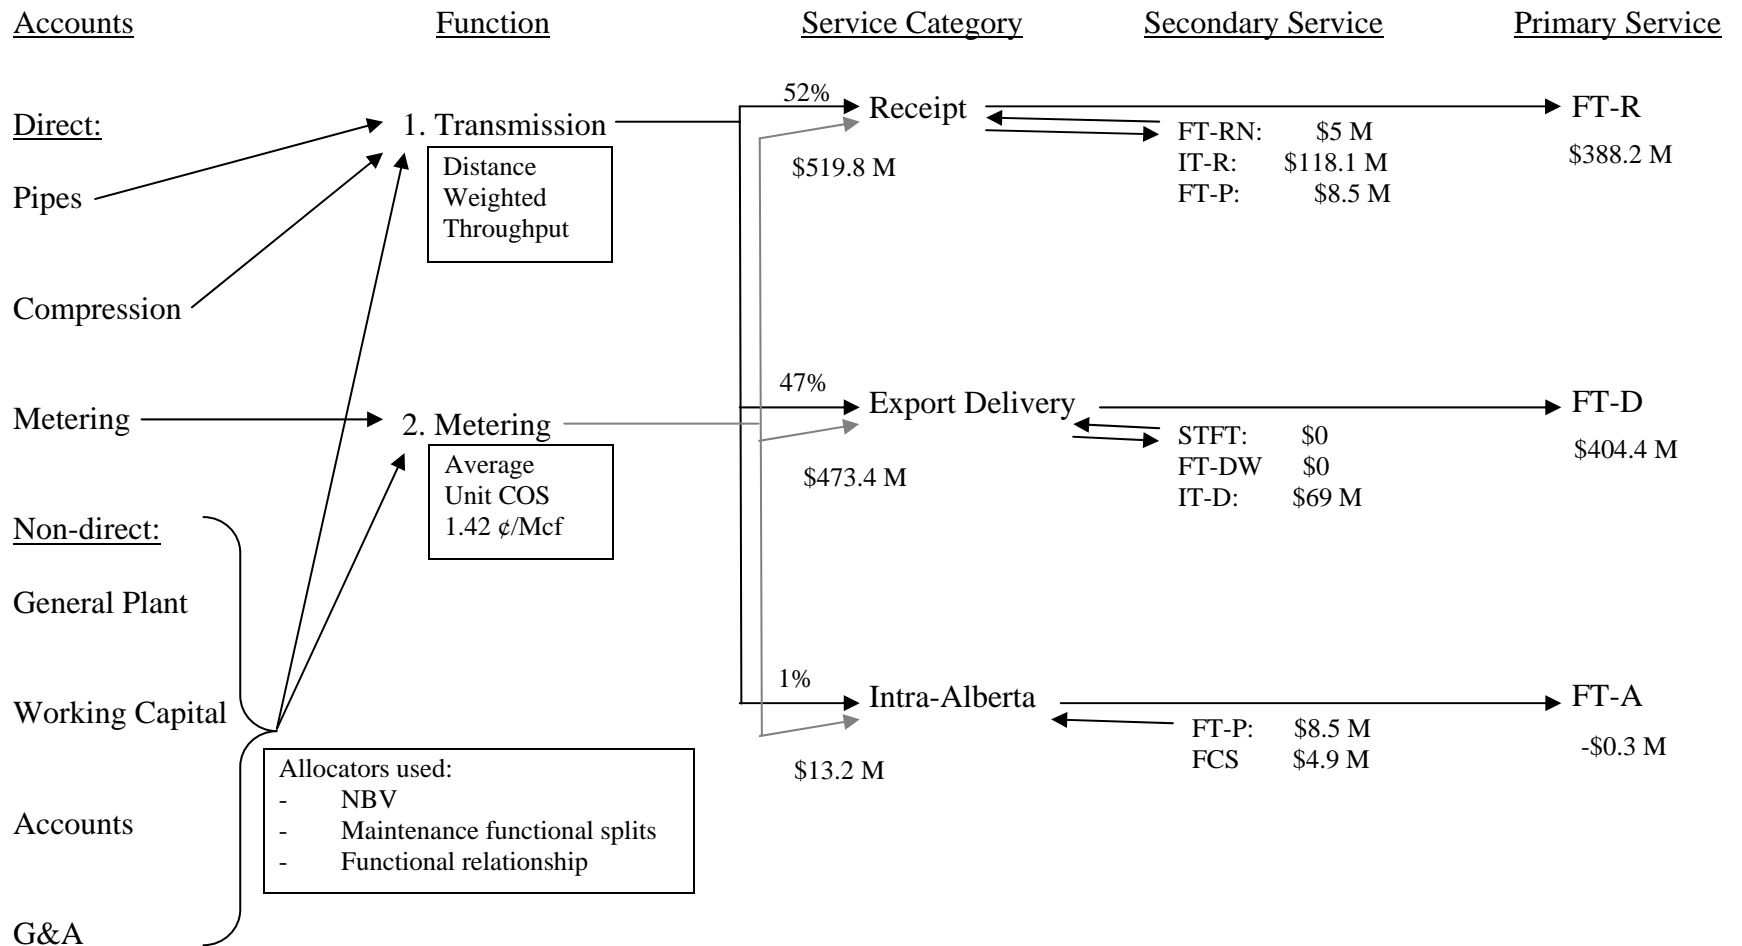 Accounts
Function
Service Category
Secondary Service
Primary Service
Direct:
Pipes
Compression
Metering
Non-direct:
General Plant
Working Capital
Accounts
G&A
1. Transmission
Distance
Weighted
Throughput
2. Metering
Average
Unit COS
1.42 ¢/Mcf
Allocators used:
- NBV
- Maintenance functional splits
- Functional relationship
52%
Receipt
$519.8 M
FT-RN: $5 M
IT-R: $118.1 M
FT-P: $8.5 M
FT-R
$388.2 M
47%
Export Delivery
$473.4 M
STFT: $0
FT-DW $0
IT-D: $69 M
FT-D
$404.4 M
1%
Intra-Alberta
$13.2 M
FT-P: $8.5 M
FCS $4.9 M
FT-A
-$0.3 M